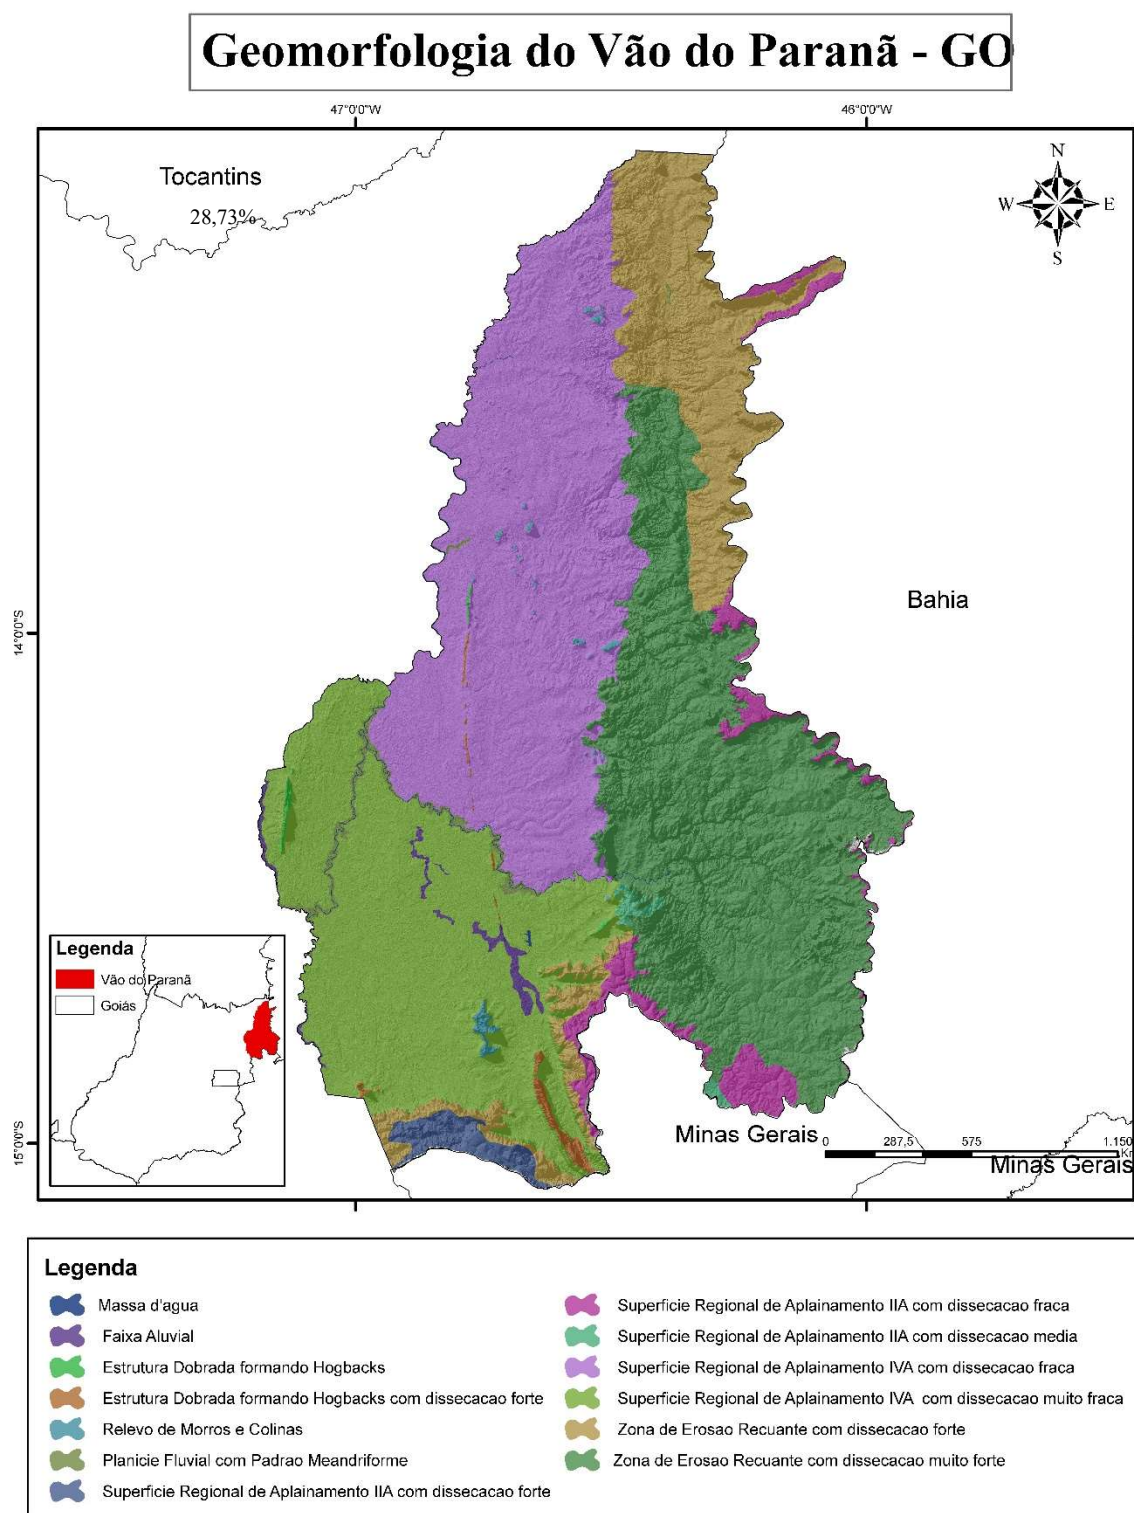 Geomorfologia do Vão do Paranã - GO
47°0'0"W
46°0'0"W
Tocantins
28,73%
N
W
E
S
Bahia
14°0'0"S
Legenda
Vão do Paranã
Goiás
15°0'0"S
Minas Gerais
0 287,5 575 1.150
Km
Minas Gerais
Legenda
Massa d'agua
Faixa Aluvial
Estrutura Dobrada formando Hogbacks
Estrutura Dobrada formando Hogbacks com dissecacao forte
Relevo de Morros e Colinas
Planicie Fluvial com Padrao Meandriforme
Superficie Regional de Aplainamento IIA com dissecacao forte
Superficie Regional de Aplainamento IIA com dissecacao fraca
Superficie Regional de Aplainamento IIA com dissecacao media
Superficie Regional de Aplainamento IVA com dissecacao fraca
Superficie Regional de Aplainamento IVA com dissecacao muito fraca
Zona de Erosao Recuante com dissecacao forte
Zona de Erosao Recuante com dissecacao muito forte